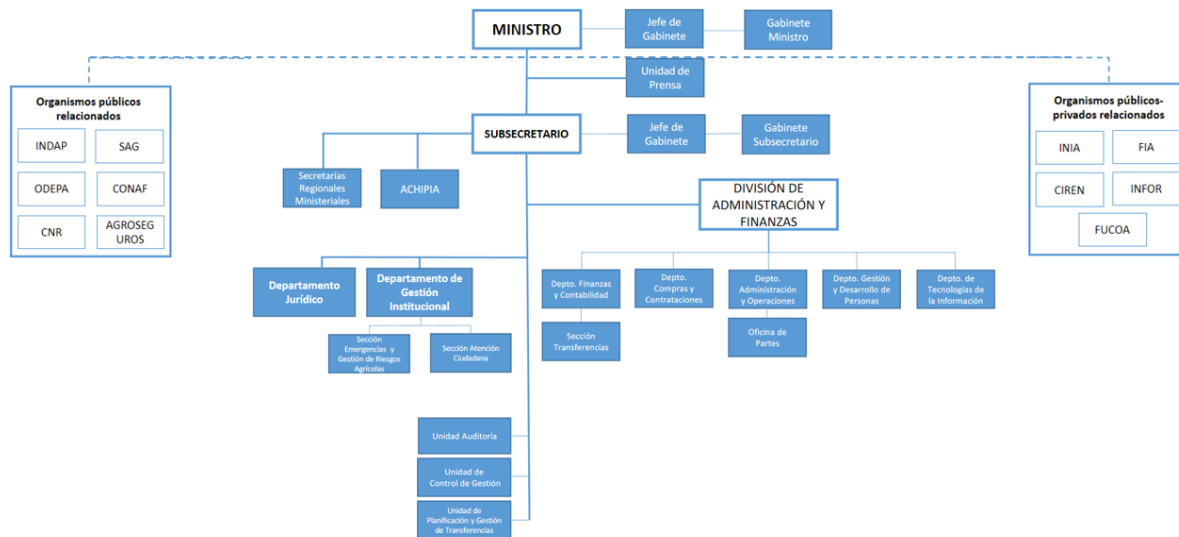 MINISTRO
Jefe de
Gabinete
Gabinete
Ministro
Unidad de
Prensa
Organismos públicos
relacionados
INDAP
SAG
ODEPA
CONAF
CNR
AGROSEG
UROS
Organismos públicos-
privados relacionados
INIA
FIA
CIREN
INFOR
FUCOA
SUBSECRETARIO
Jefe de
Gabinete
Gabinete
Subsecretario
Secretarías
Regionales
Ministeriales
ACHIPIA
DIVISIÓN DE
ADMINISTRACIÓN Y
FINANZAS
Departamento
Jurídico
Departamento de
Gestión
Institucional
Sección
Emergencias y
Gestión de Riesgos
Agrícolas
Sección Atención
Ciudadana
Depto. Finanzas
y Contabilidad
Depto.
Compras y
Contrataciones
Depto.
Administración
y Operaciones
Depto. Gestión
y Desarrollo de
Personas
Depto. de
Tecnologías de
la Información
Sección
Transferencias
Oficina de
Partes
Unidad Auditoría
Unidad de
Control de Gestión
Unidad de
Planificación y Gestión
de Transferencias